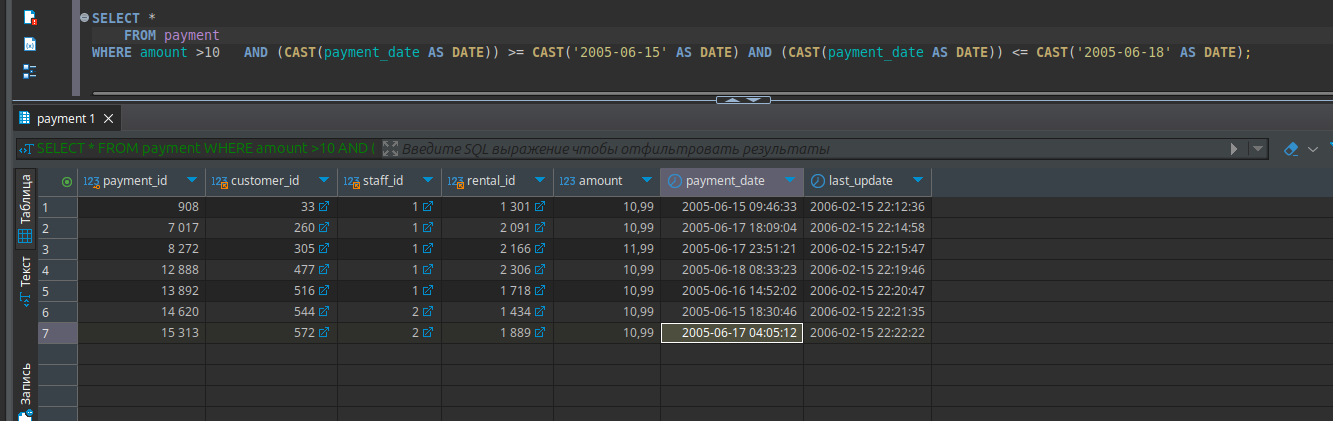 SELECT *
FROM payment
WHERE amount >10 AND (CAST(payment_date AS DATE)) >= CAST('2005-06-15' AS DATE) AND (CAST(payment_date AS DATE)) <= CAST('2005-06-18' AS DATE);
payment 1
SELECT * FROM payment WHERE amount >10 AND ( Введите SQL выражение чтобы отфильтровать результаты
Таблица
Текст
Запись
123 payment_id 123 customer_id 123 staff_id 123 rental_id 123 amount payment_date last_update
1 908 33 1 1 301 10,99 2005-06-15 09:46:33 2006-02-15 22:12:36
2 7 017 260 1 2 091 10,99 2005-06-17 18:09:04 2006-02-15 22:14:58
3 8 272 305 1 2 166 11,99 2005-06-17 23:51:21 2006-02-15 22:15:47
4 12 888 477 1 2 306 10,99 2005-06-18 08:33:23 2006-02-15 22:19:46
5 13 892 516 1 1 718 10,99 2005-06-16 14:52:02 2006-02-15 22:20:47
6 14 620 544 2 1 434 10,99 2005-06-15 18:30:46 2006-02-15 22:21:35
7 15 313 572 2 1 889 10,99 2005-06-17 04:05:12 2006-02-15 22:22:22